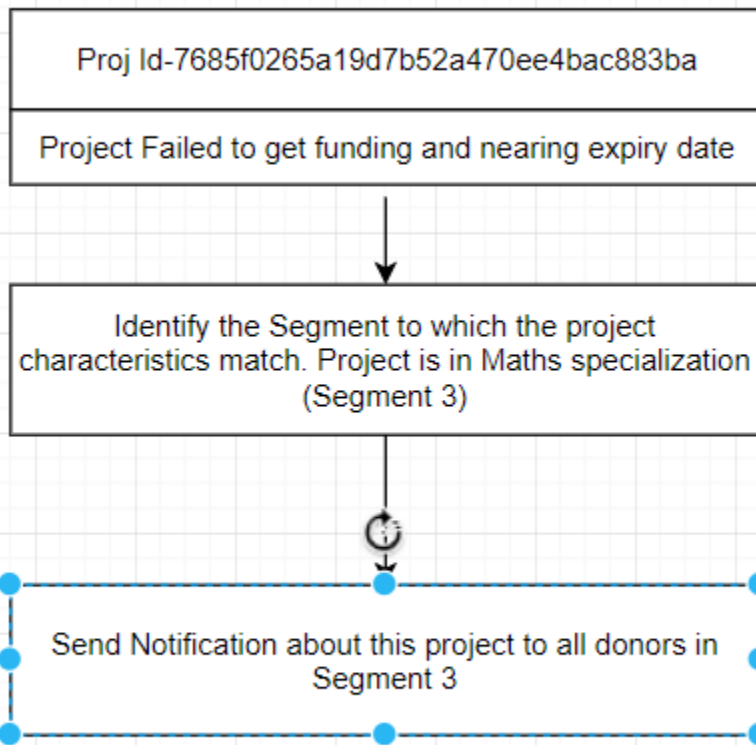 Proj Id-7685f0265a19d7b52a470ee4bac883ba
Project Failed to get funding and nearing expiry date
Identify the Segment to which the project
characteristics match. Project is in Maths specialization
(Segment 3)
Send Notification about this project to all donors in
Segment 3